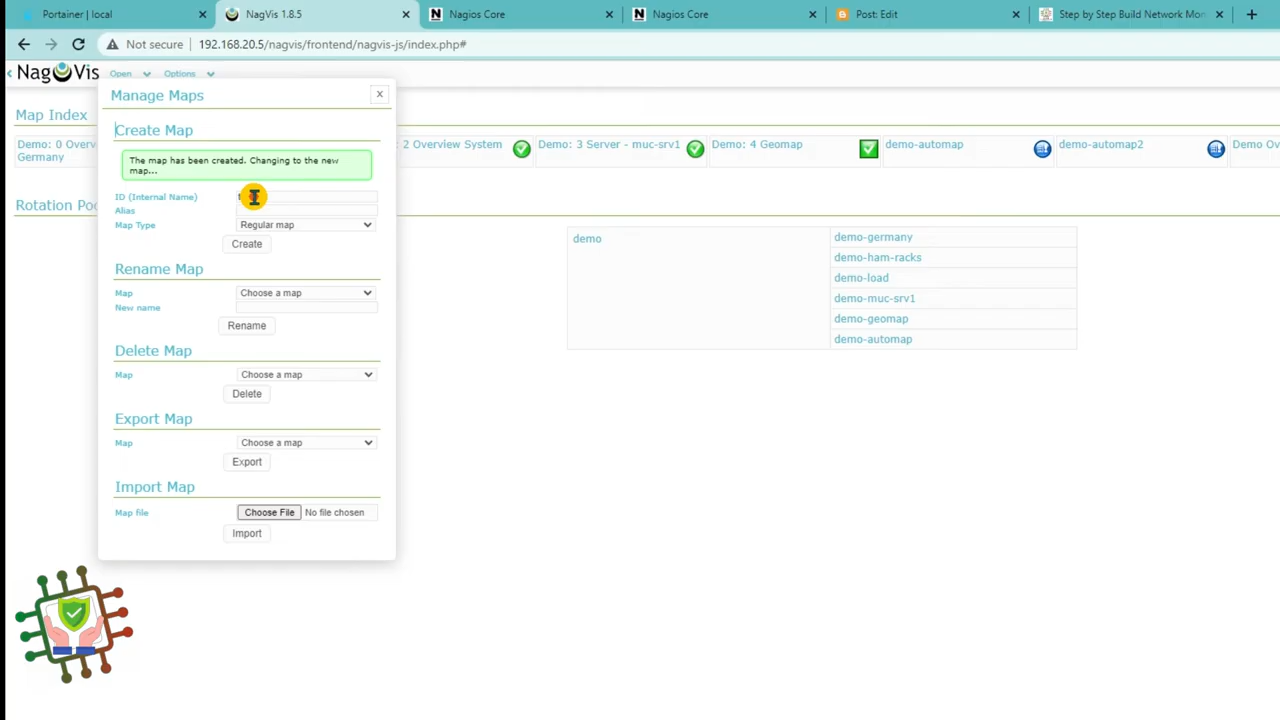 Portainer | local
NagVis 1.8.5
Nagios Core
Nagios Core
Post: Edit
Step by Step Build Network Mon
Not secure
192.168.20.5/nagvis/frontend/nagvis-js/index.php#
NagVis
Open
Options
Manage Maps
x
Map Index
Create Map
Demo: 0 Overv
Germany
: 2 Overview System
Demo: 3 Server - muc-srv1
Demo: 4 Geomap
demo-automap
demo-automap2
Demo Ov
The map has been created. Changing to the new
map...
ID (Internal Name)
Rotation Poo
Alias
Map Type
Regular map
Create
demo
demo-germany
demo-ham-racks
demo-load
demo-muc-srv1
demo-geomap
demo-automap
Rename Map
Map
Choose a map
New name
Rename
Delete Map
Map
Choose a map
Delete
Export Map
Map
Choose a map
Export
Import Map
Map file
Choose File
No file chosen
Import